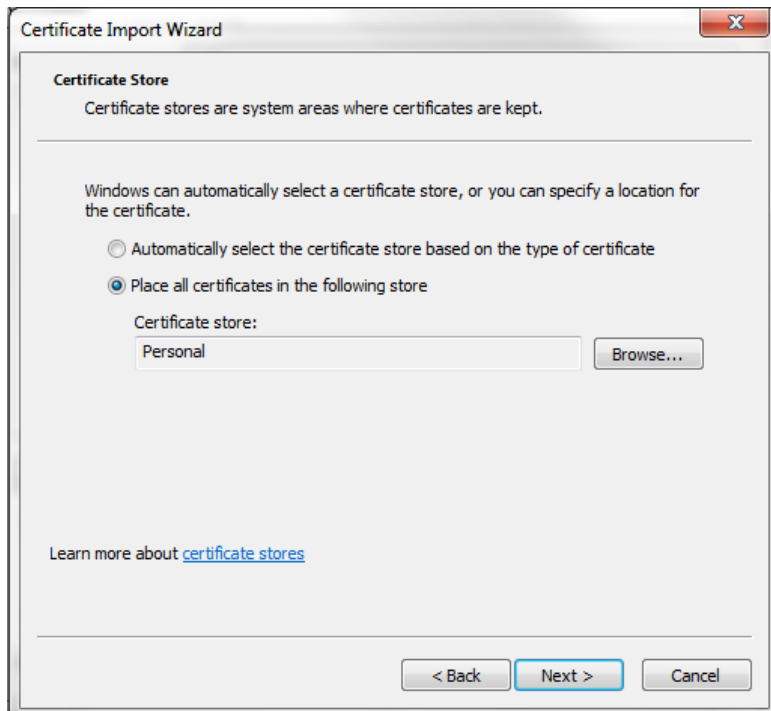 Certificate Import Wizard
Certificate Store
Certificate stores are system areas where certificates are kept.
Windows can automatically select a certificate store, or you can specify a location for
the certificate.
Automatically select the certificate store based on the type of certificate
Place all certificates in the following store
Certificate store:
Personal
Browse...
Learn more about certificate stores
< Back Next > Cancel